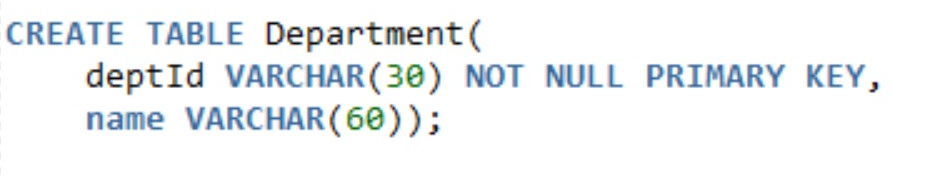 CREATE TABLE Department(
    deptId VARCHAR(30) NOT NULL PRIMARY KEY,
    name VARCHAR(60));